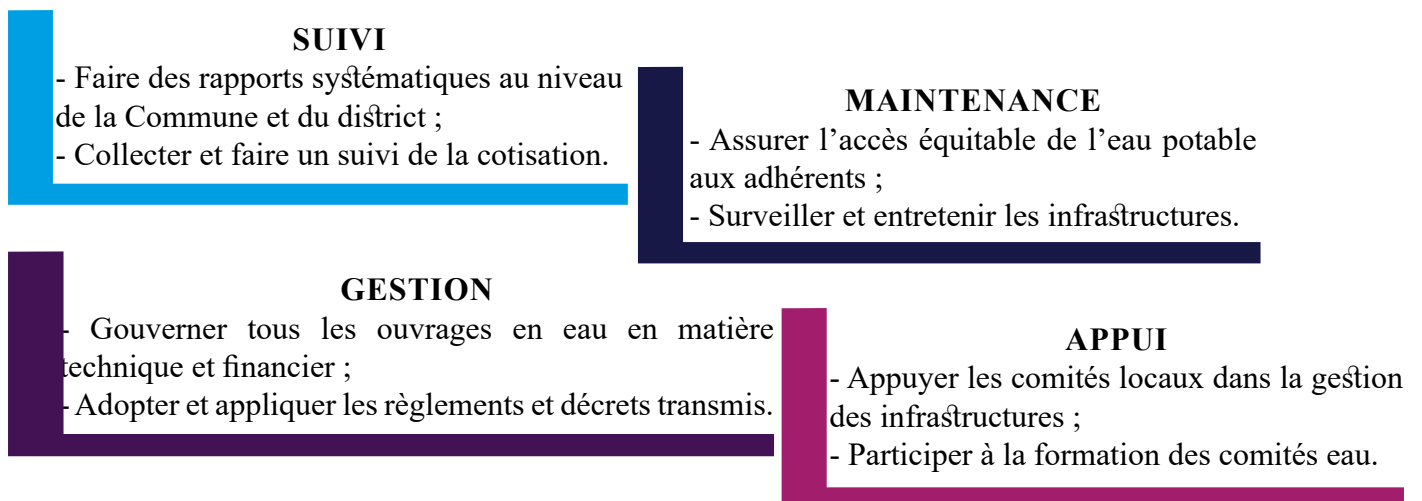 SUIVI
- Faire des rapports systématiques au niveau
de la Commune et du district ;
- Collecter et faire un suivi de la cotisation.
MAINTENANCE
- Assurer l’accès équitable de l’eau potable
aux adhérents ;
- Surveiller et entretenir les infrastructures.
GESTION
- Gouverner tous les ouvrages en eau en matière
technique et financier ;
- Adopter et appliquer les règlements et décrets transmis.
APPUI
- Appuyer les comités locaux dans la gestion
des infrastructures ;
- Participer à la formation des comités eau.